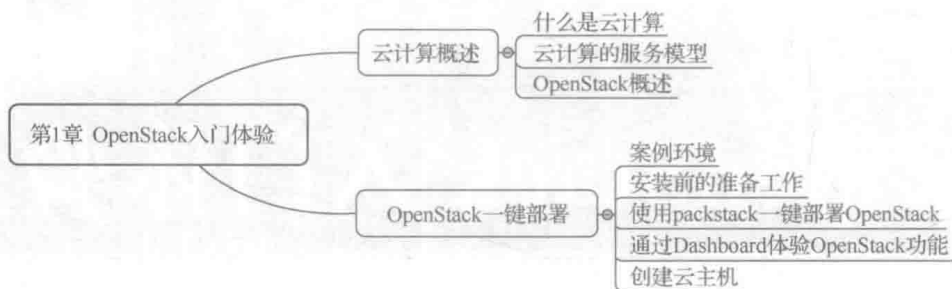 第1章 OpenStack入门体验
云计算概述
什么是云计算
云计算的服务模型
OpenStack概述
OpenStack一键部署
案例环境
安装前的准备工作
使用packstack一键部署OpenStack
通过Dashboard体验OpenStack功能
创建云主机